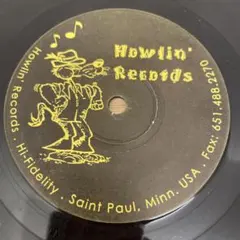 Howlin'
Records
Howlin' Records · Hi-Fidelity · Saint Paul, Minn. USA · Fax: 651.488.2270